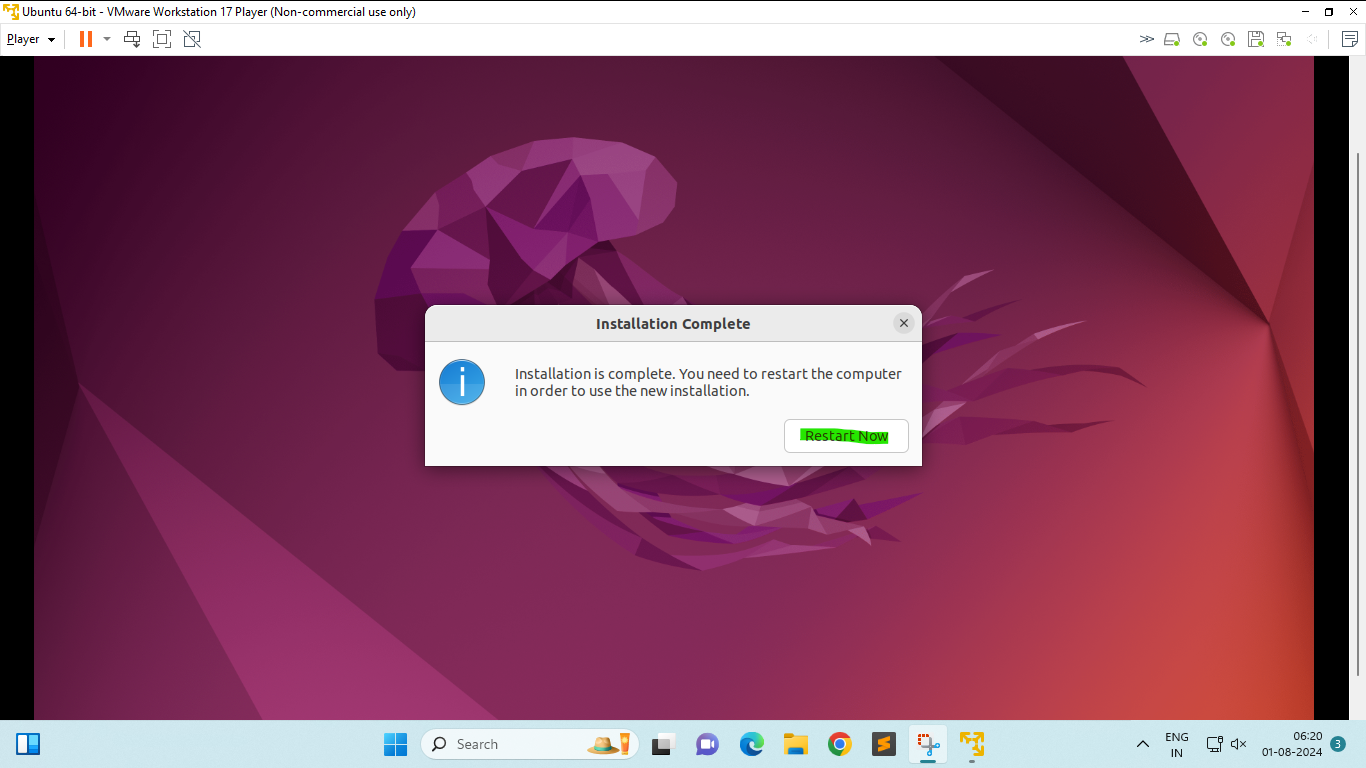 Ubuntu 64-bit - VMware Workstation 17 Player (Non-commercial use only)
Player
Installation Complete
Installation is complete. You need to restart the computer
in order to use the new installation.
Restart Now
Search
ENG
IN
06:20
01-08-2024
3